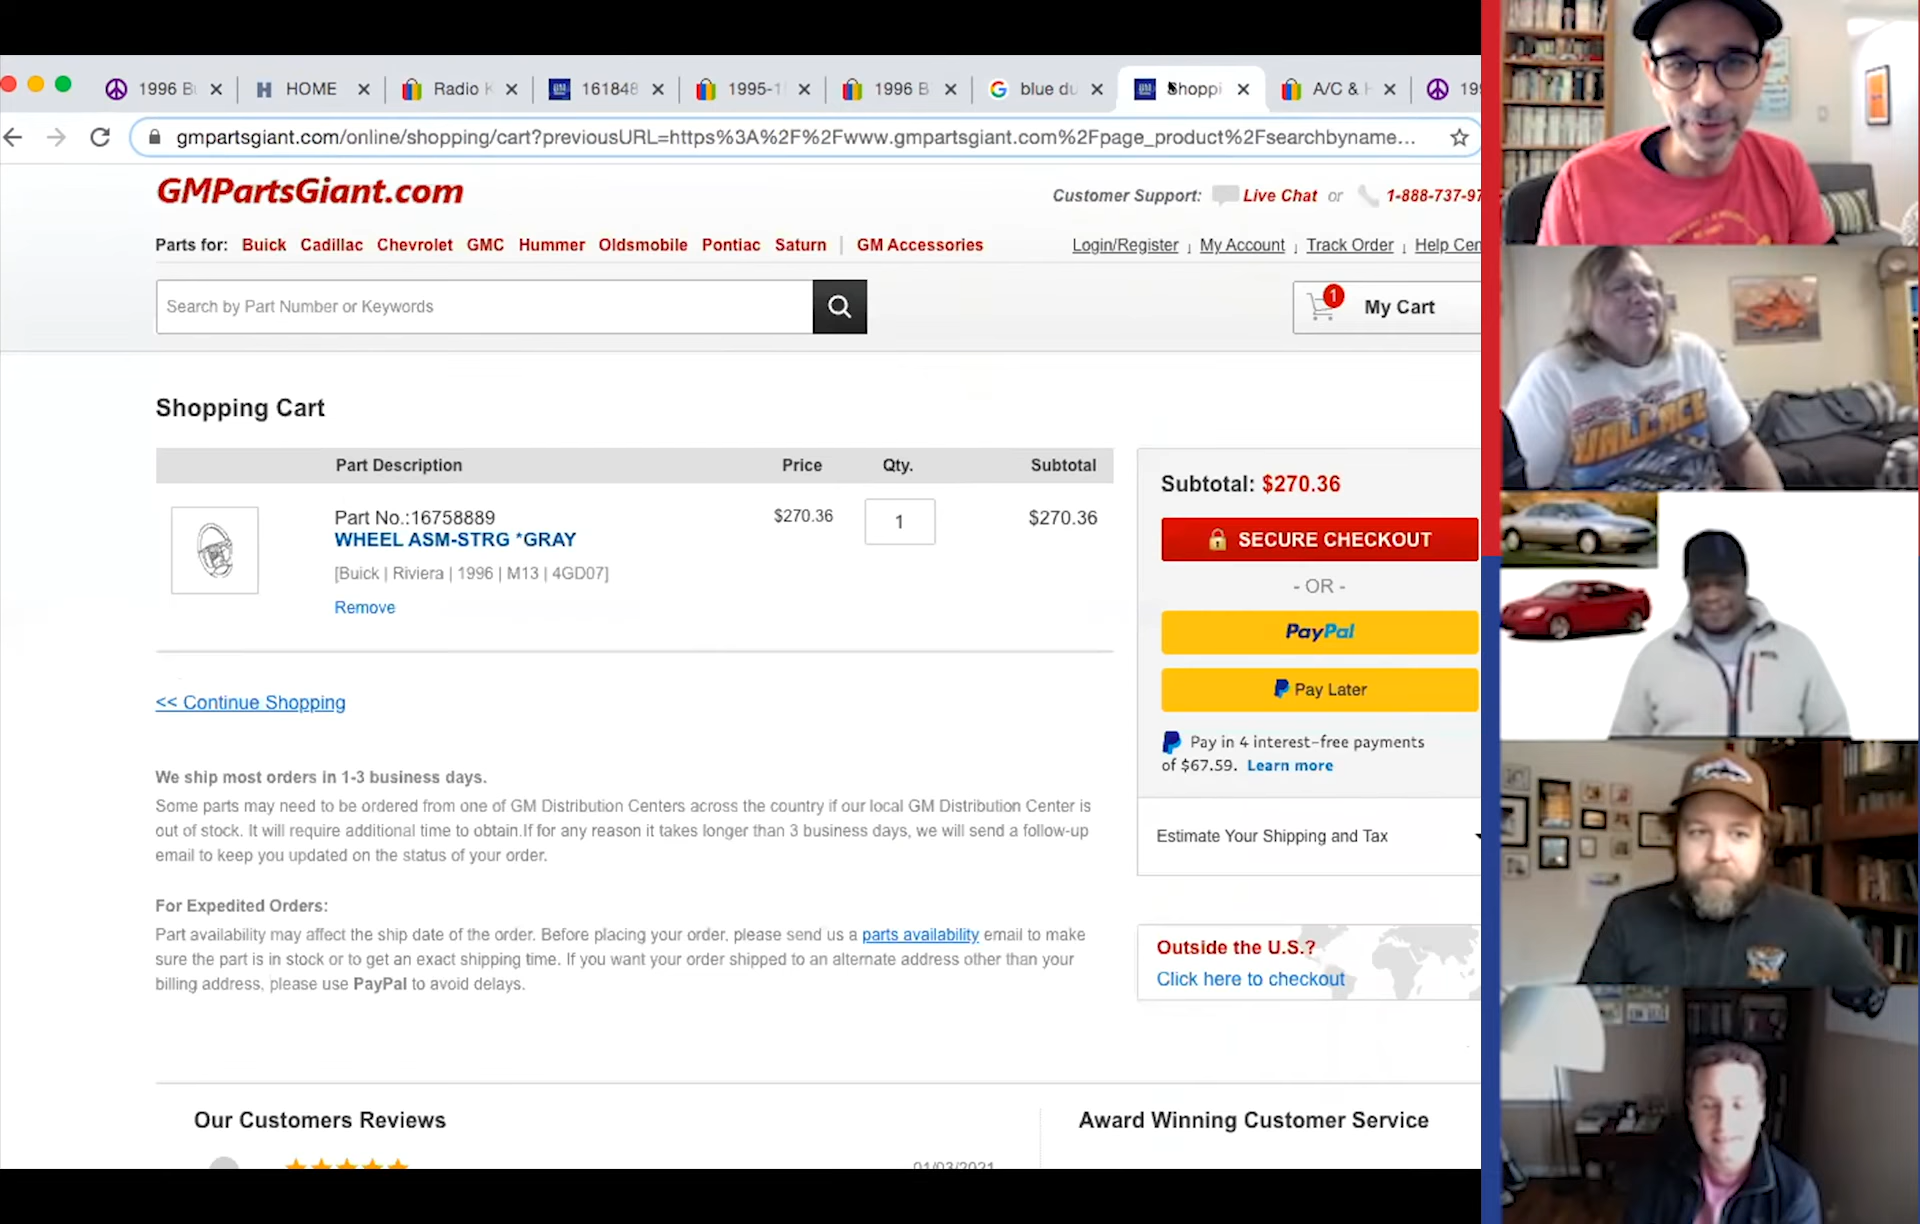 1996 B
HOME
Radio
161848
1995-1
1996 B
blue du
Shoppi
A/C &
gmpartsgiant.com/online/shopping/cart?previousURL=https%3A%2F%2Fwww.gmpartsgiant.com%2Fpage_product%2Fsearchbyname...
GMPartsGiant.com
Customer Support: Live Chat or 1-888-737-97
Parts for: Buick Cadillac Chevrolet GMC Hummer Oldsmobile Pontiac Saturn | GM Accessories
Login/Register My Account Track Order Help Cen
Search by Part Number or Keywords
1 My Cart
Shopping Cart
Part Description Price Qty. Subtotal
Part No.:16758889 $270.36 1 $270.36
WHEEL ASM-STRG *GRAY
[Buick | Riviera | 1996 | M13 | 4GD07]
Remove
<< Continue Shopping
We ship most orders in 1-3 business days.
Some parts may need to be ordered from one of GM Distribution Centers across the country if our local GM Distribution Center is
out of stock. It will require additional time to obtain.If for any reason it takes longer than 3 business days, we will send a follow-up
email to keep you updated on the status of your order.
For Expedited Orders:
Part availability may affect the ship date of the order. Before placing your order, please send us a parts availability email to make
sure the part is in stock or to get an exact shipping time. If you want your order shipped to an alternate address other than your
billing address, please use PayPal to avoid delays.
Subtotal: $270.36
SECURE CHECKOUT
- OR -
PayPal
Pay Later
Pay in 4 interest-free payments
of $67.59. Learn more
Estimate Your Shipping and Tax
Outside the U.S.?
Click here to checkout
Our Customers Reviews
01/03/2021
Award Winning Customer Service
WALLACE